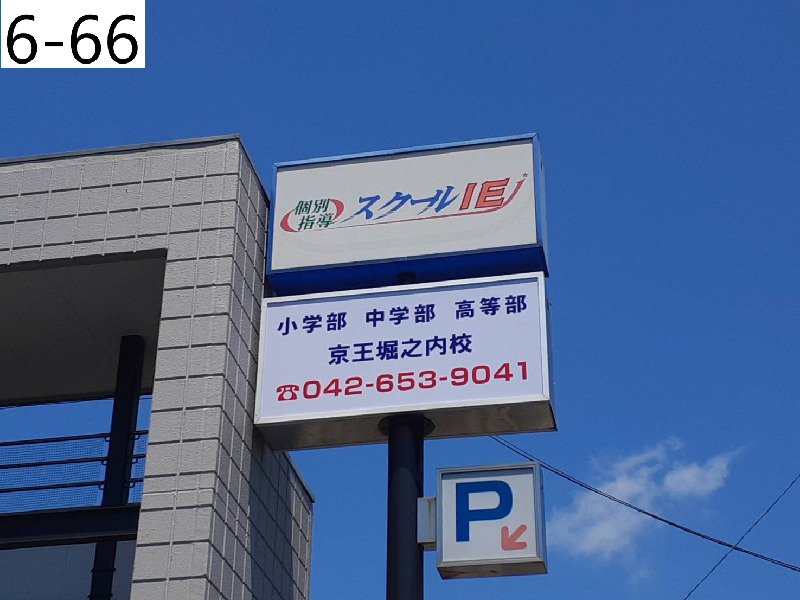 6-66
個別
指導
スクールIE
小学部 中学部 高等部
京王堀之内校
☎042-653-9041
P